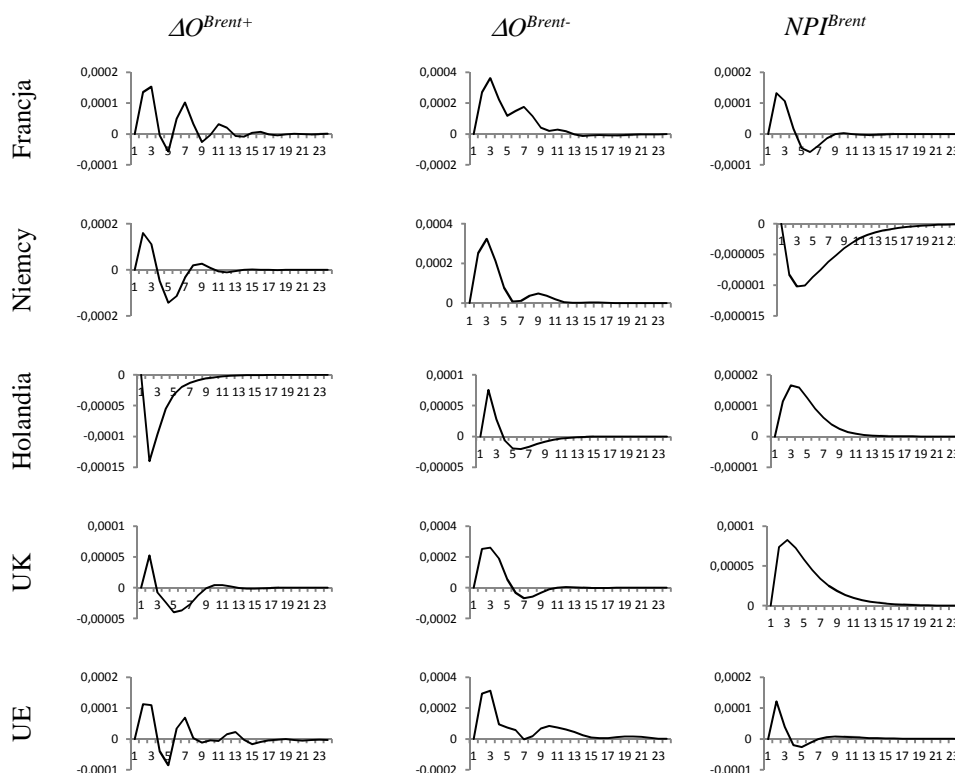 ΔO^Brent+
ΔO^Brent-
NPI^Brent
Francja
0,0002
0,0001
0
-0,0001
1 3 5 7 9 11 13 15 17 19 21 23
0,0004
0,0002
0
-0,0002
1 3 5 7 9 11 13 15 17 19 21 23
0,0002
0,0001
0
-0,0001
1 3 5 7 9 11 13 15 17 19 21 23
Niemcy
0,0002
0
-0,0002
1 3 5 7 9 11 13 15 17 19 21 23
0,0004
0,0002
0
1 3 5 7 9 11 13 15 17 19 21 23
0
-0,000005
-0,00001
-0,000015
1 3 5 7 9 11 13 15 17 19 21 23
Holandia
0
-0,00005
-0,0001
-0,00015
1 3 5 7 9 11 13 15 17 19 21 23
0,0001
0,00005
0
-0,00005
1 3 5 7 9 11 13 15 17 19 21 23
0,00002
0,00001
0
-0,00001
1 3 5 7 9 11 13 15 17 19 21 23
UK
0,0001
0,00005
0
-0,00005
1 3 5 7 9 11 13 15 17 19 21 23
0,0004
0,0002
0
-0,0002
1 3 5 7 9 11 13 15 17 19 21 23
0,0001
0,00005
0
1 3 5 7 9 11 13 15 17 19 21 23
UE
0,0002
0,0001
0
-0,0001
1 3 5 7 9 11 13 15 17 19 21 23
0,0004
0,0002
0
-0,0002
1 3 5 7 9 11 13 15 17 19 21 23
0,0002
0,0001
0
-0,0001
1 3 5 7 9 11 13 15 17 19 21 23